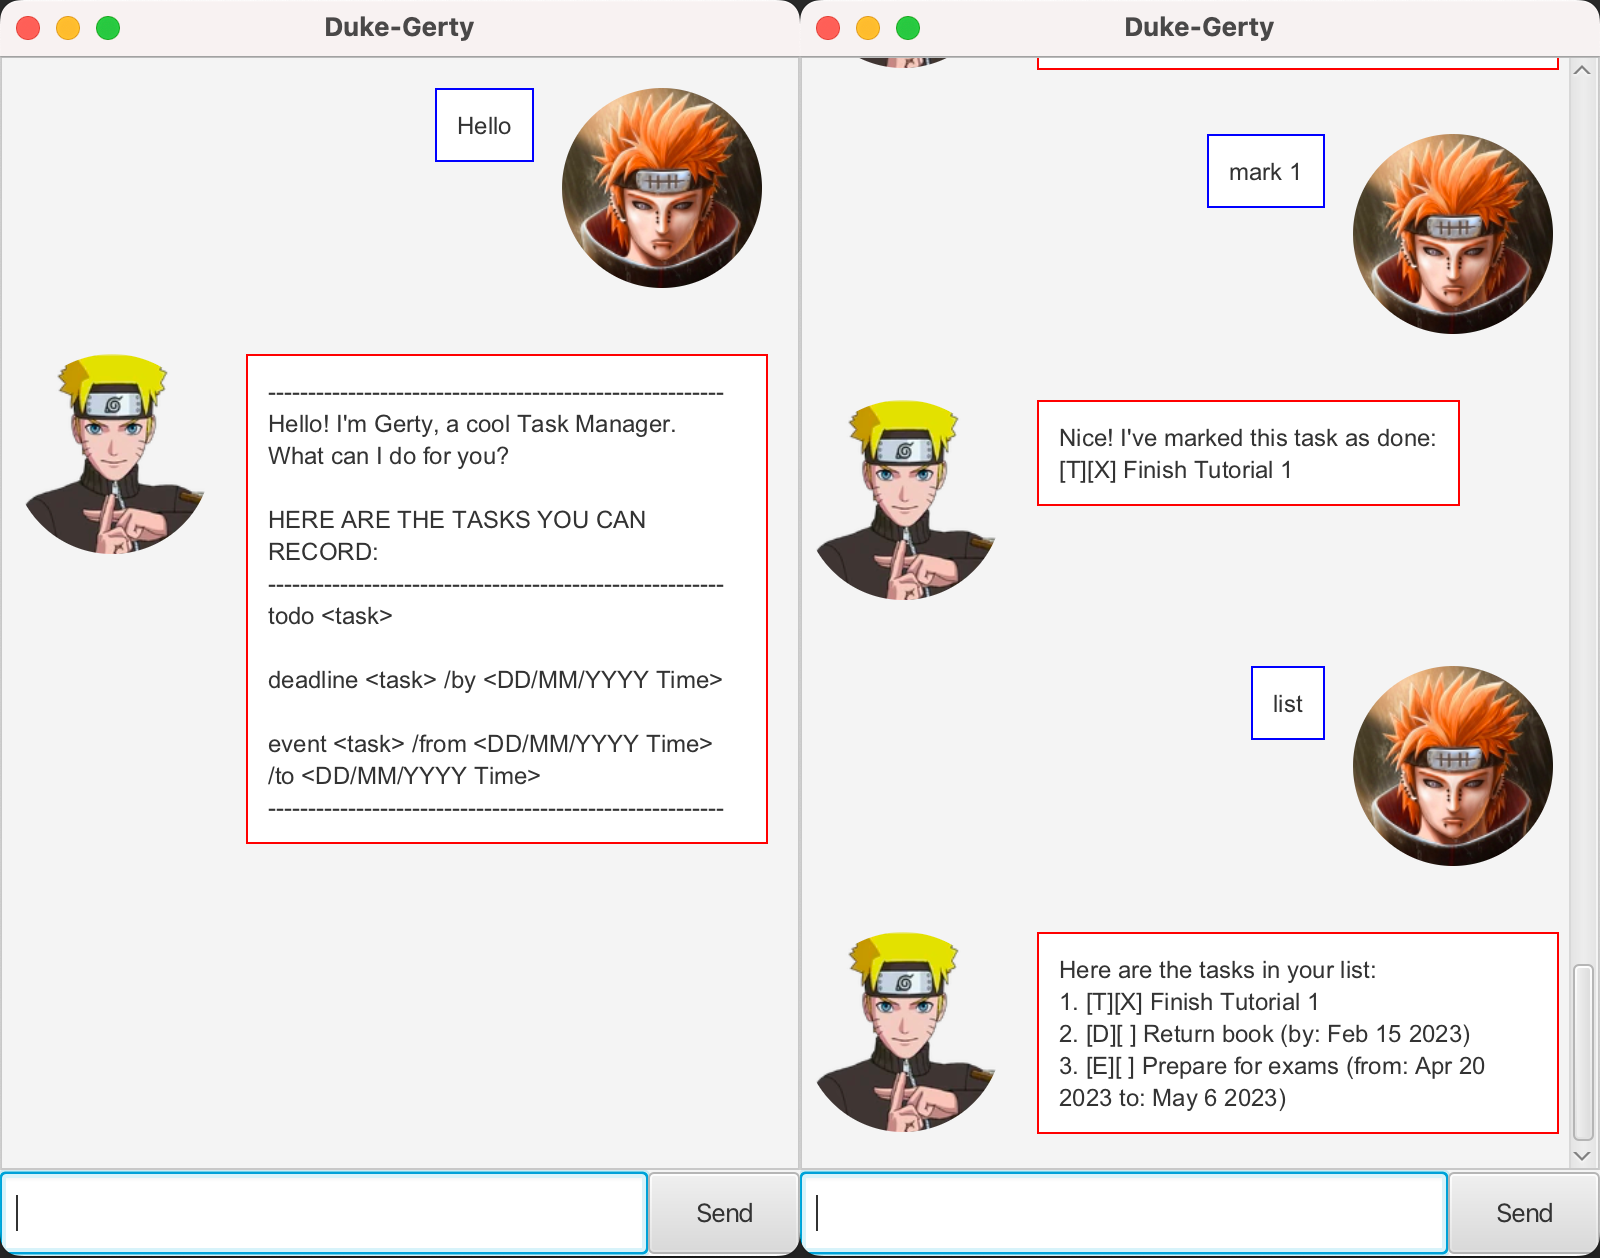 Duke-Gerty
Hello
-----------------------------------------------------------
Hello! I'm Gerty, a cool Task Manager.
What can I do for you?
HERE ARE THE TASKS YOU CAN
RECORD:
-----------------------------------------------------------
todo <task>
deadline <task> /by <DD/MM/YYYY Time>
event <task> /from <DD/MM/YYYY Time>
/to <DD/MM/YYYY Time>
-----------------------------------------------------------
Send
Duke-Gerty
mark 1
Nice! I've marked this task as done:
[T][X] Finish Tutorial 1
list
Here are the tasks in your list:
1. [T][X] Finish Tutorial 1
2. [D][ ] Return book (by: Feb 15 2023)
3. [E][ ] Prepare for exams (from: Apr 20
2023 to: May 6 2023)
Send